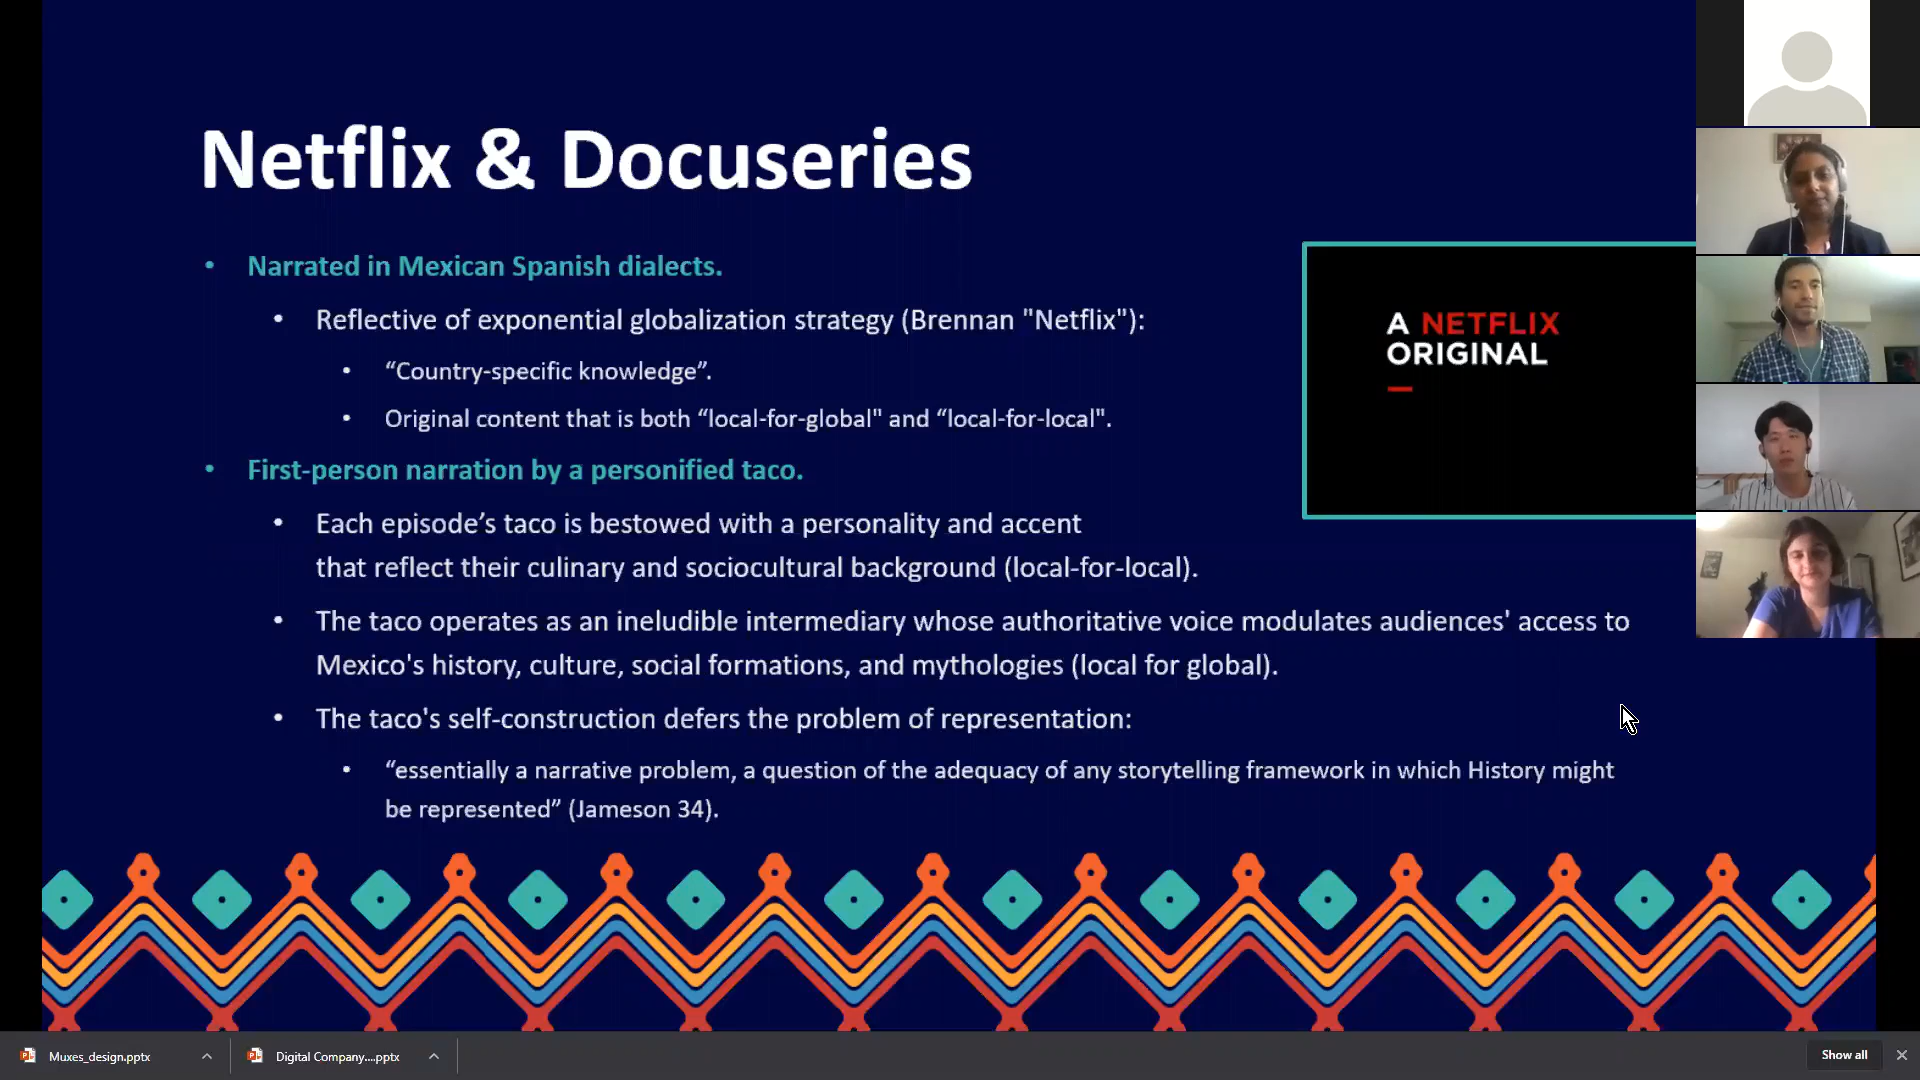 Netflix & Docuseries
• Narrated in Mexican Spanish dialects.
• Reflective of exponential globalization strategy (Brennan "Netflix"):
• “Country-specific knowledge”.
• Original content that is both “local-for-global" and “local-for-local".
• First-person narration by a personified taco.
• Each episode’s taco is bestowed with a personality and accent
that reflect their culinary and sociocultural background (local-for-local).
• The taco operates as an ineludible intermediary whose authoritative voice modulates audiences' access to
Mexico's history, culture, social formations, and mythologies (local for global).
• The taco's self-construction defers the problem of representation:
• “essentially a narrative problem, a question of the adequacy of any storytelling framework in which History might
be represented” (Jameson 34).
A NETFLIX
ORIGINAL
Muxes_design.pptx
Digital Company....pptx
Show all